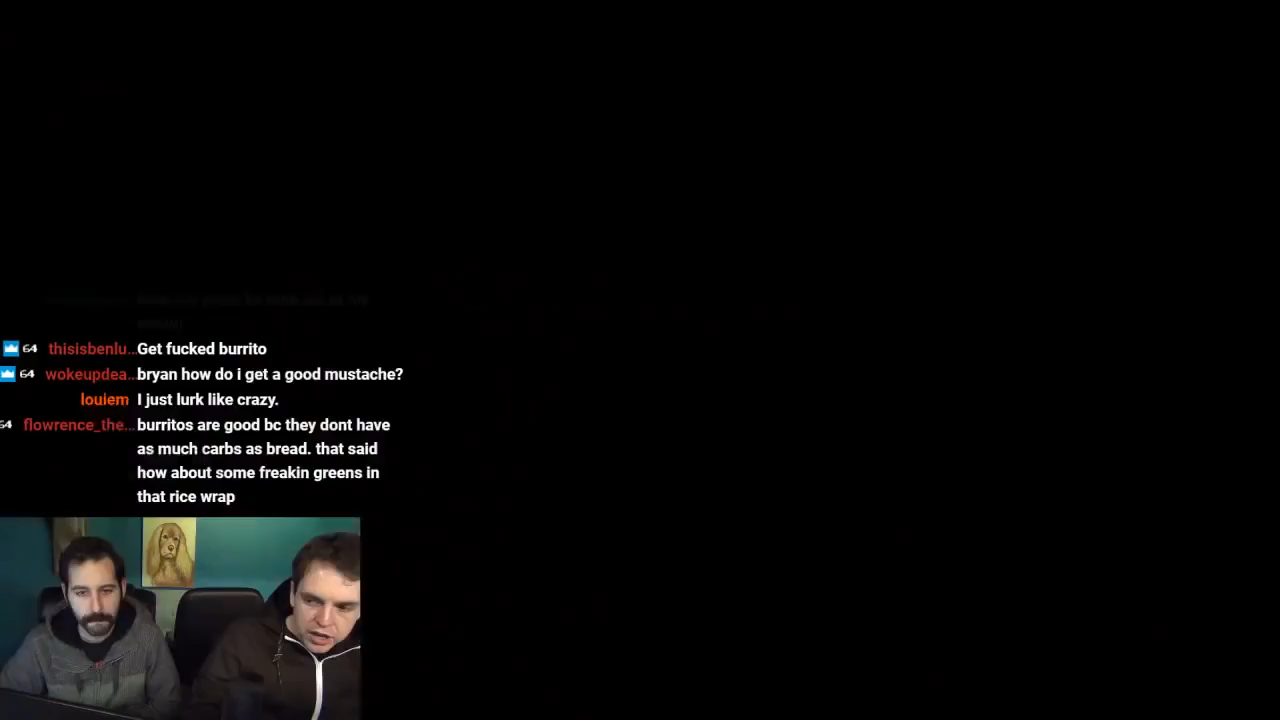 64 thisisbenlu... Get fucked burrito
64 wokeupdea... bryan how do i get a good mustache?
louiem I just lurk like crazy.
64 flowrence_the... burritos are good bc they dont have
as much carbs as bread. that said
how about some freakin greens in
that rice wrap